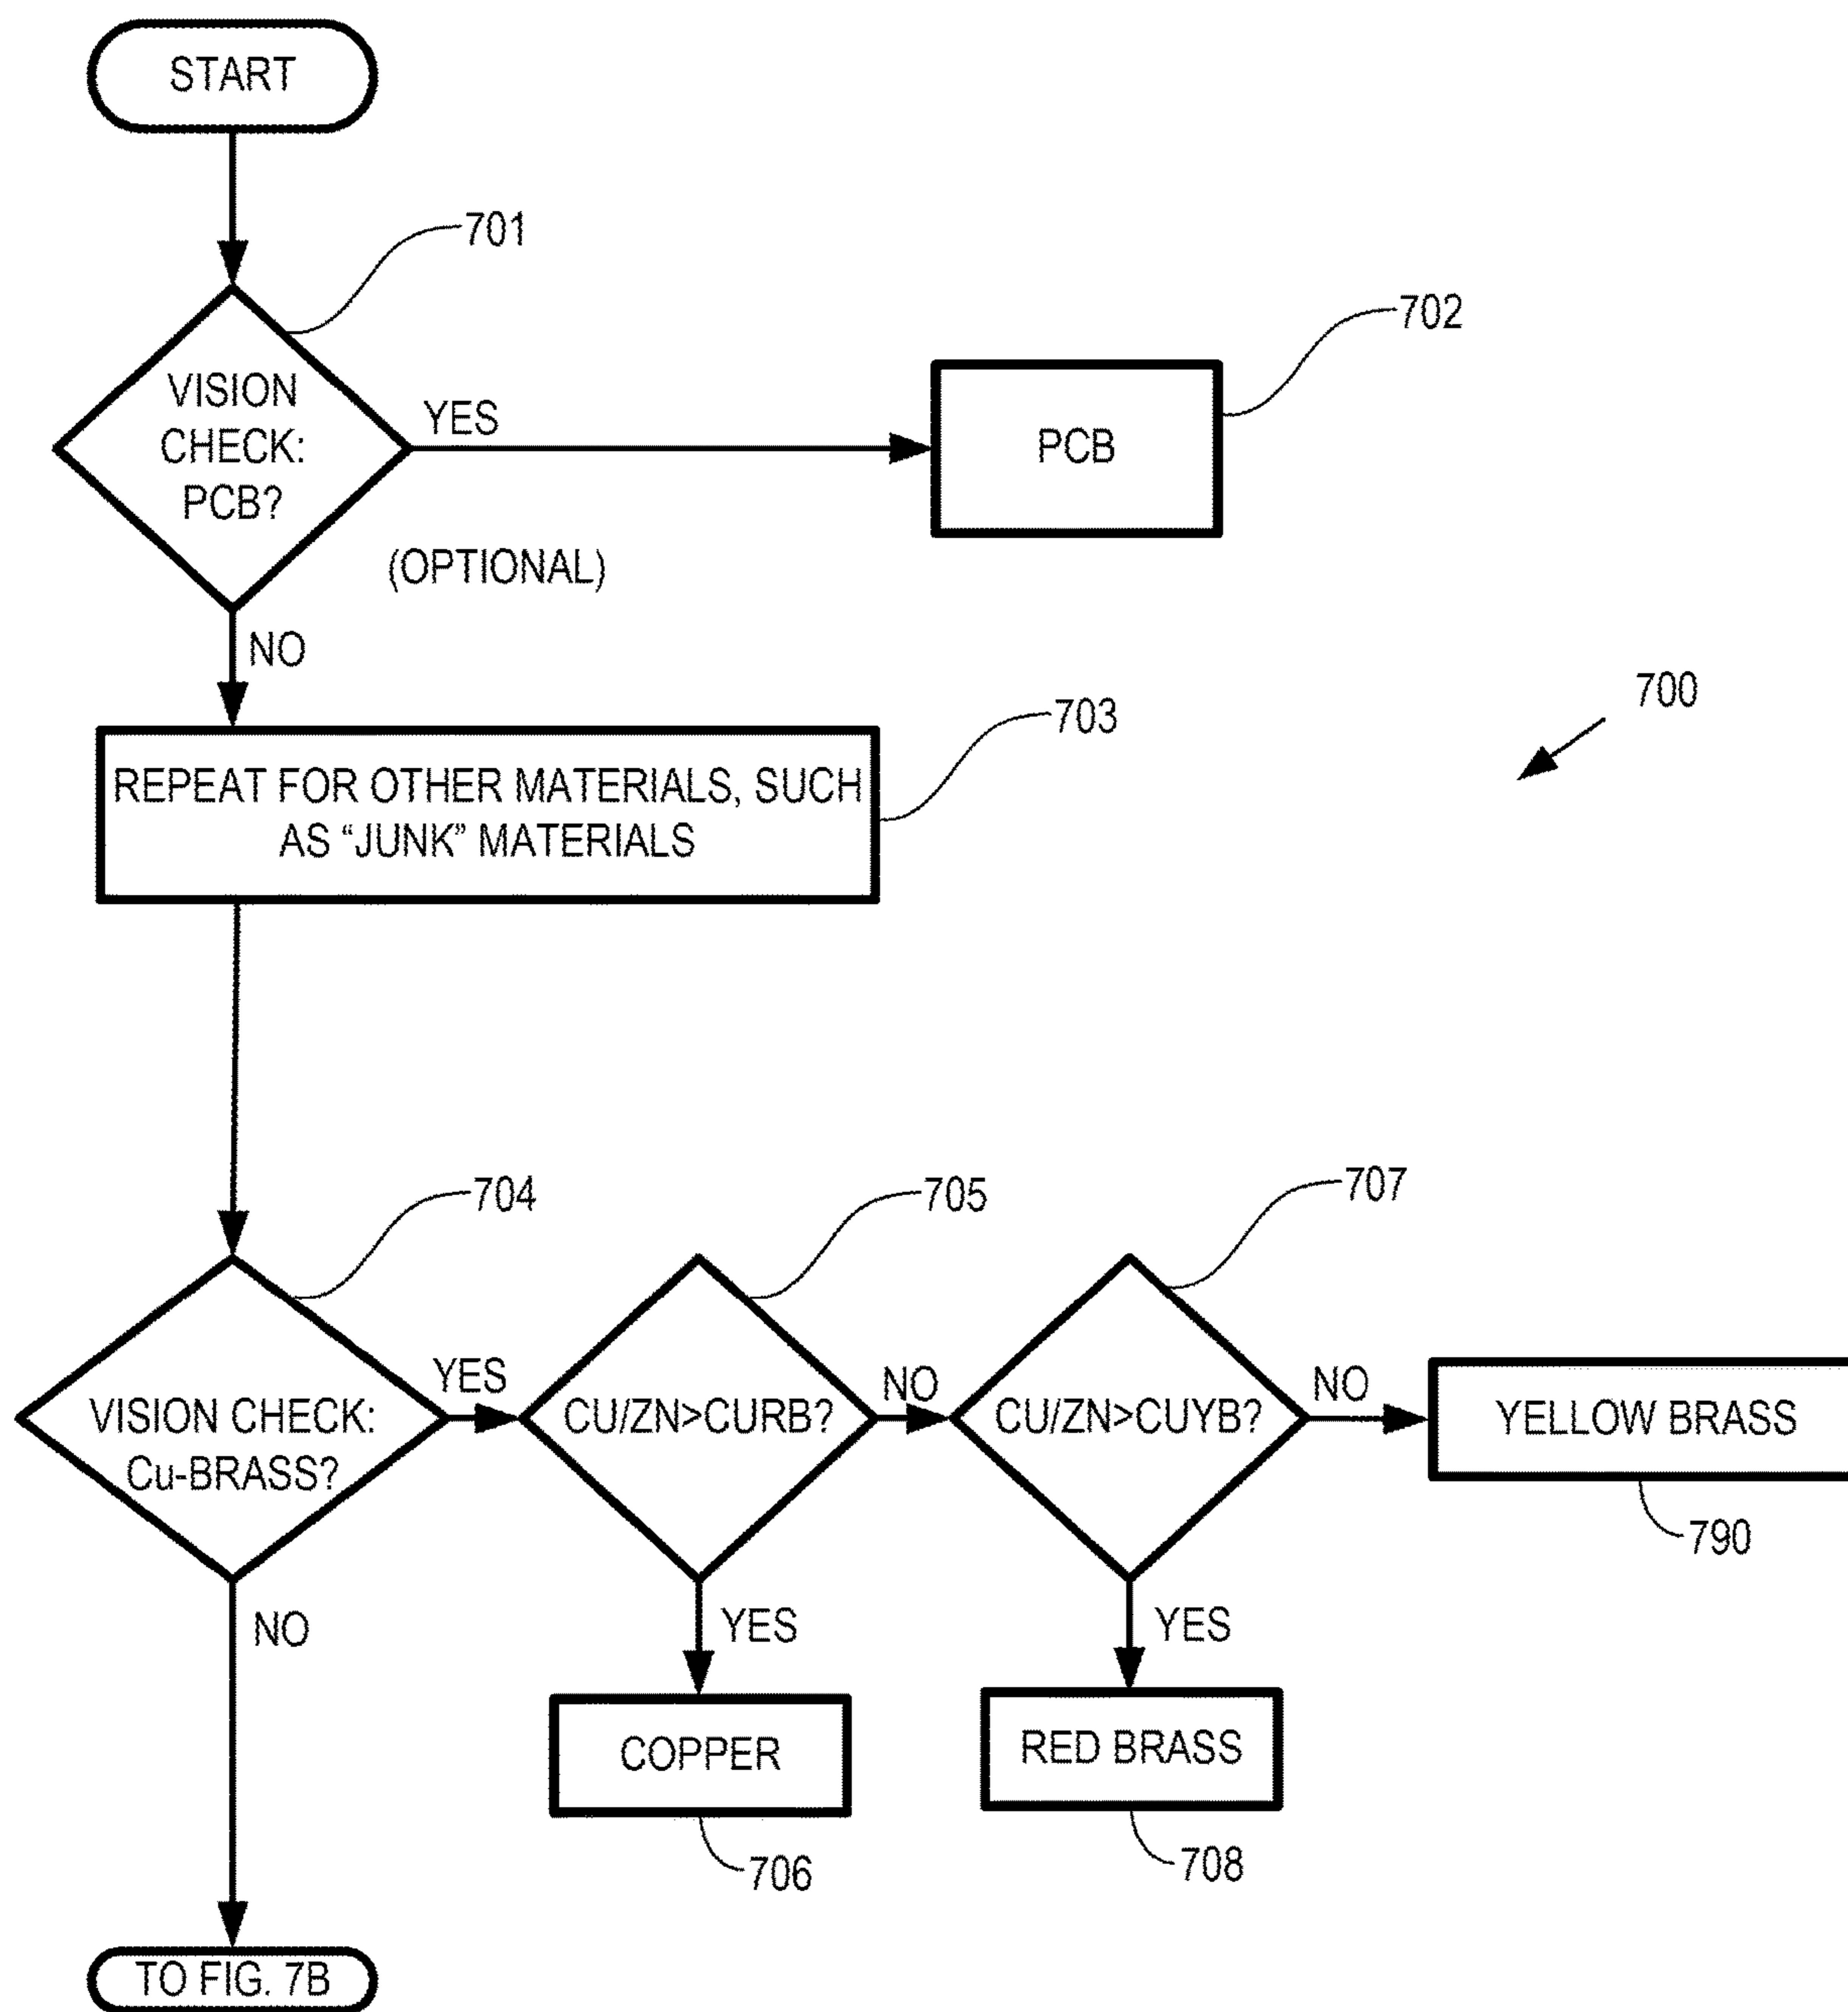 START
701
VISION
CHECK:
PCB?
YES
PCB
702
(OPTIONAL)
NO
REPEAT FOR OTHER MATERIALS, SUCH
AS “JUNK” MATERIALS
703
700
704
VISION CHECK:
Cu-BRASS?
YES
705
CU/ZN>CURB?
NO
707
CU/ZN>CUYB?
NO
YELLOW BRASS
790
NO
YES
COPPER
706
YES
RED BRASS
708
TO FIG. 7B